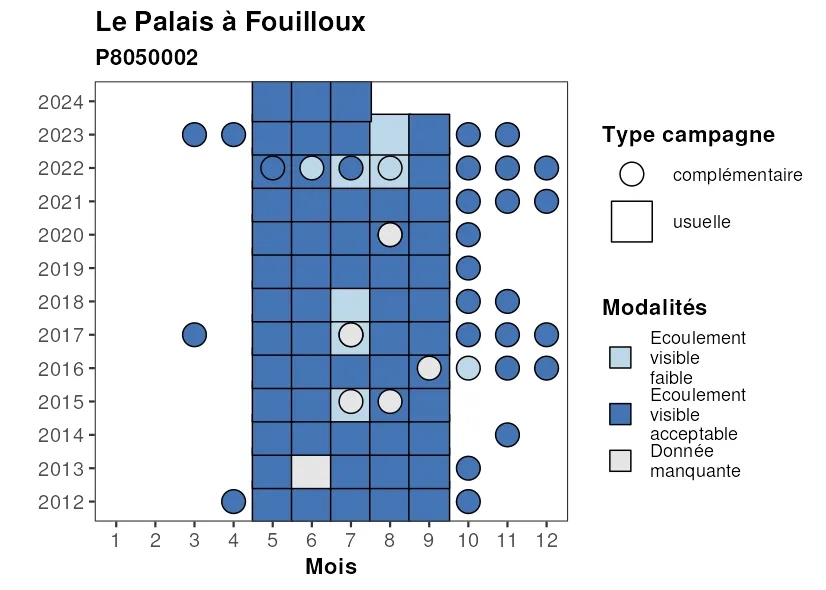 Le Palais à Fouilloux
P8050002
2024
2023
2022
2021
2020
2019
2018
2017
2016
2015
2014
2013
2012
1 2 3 4 5 6 7 8 9 10 11 12
Mois
Type campagne
complémentaire
usuelle
Modalités
Ecoulement
visible
faible
Ecoulement
visible
acceptable
Donnée
manquante